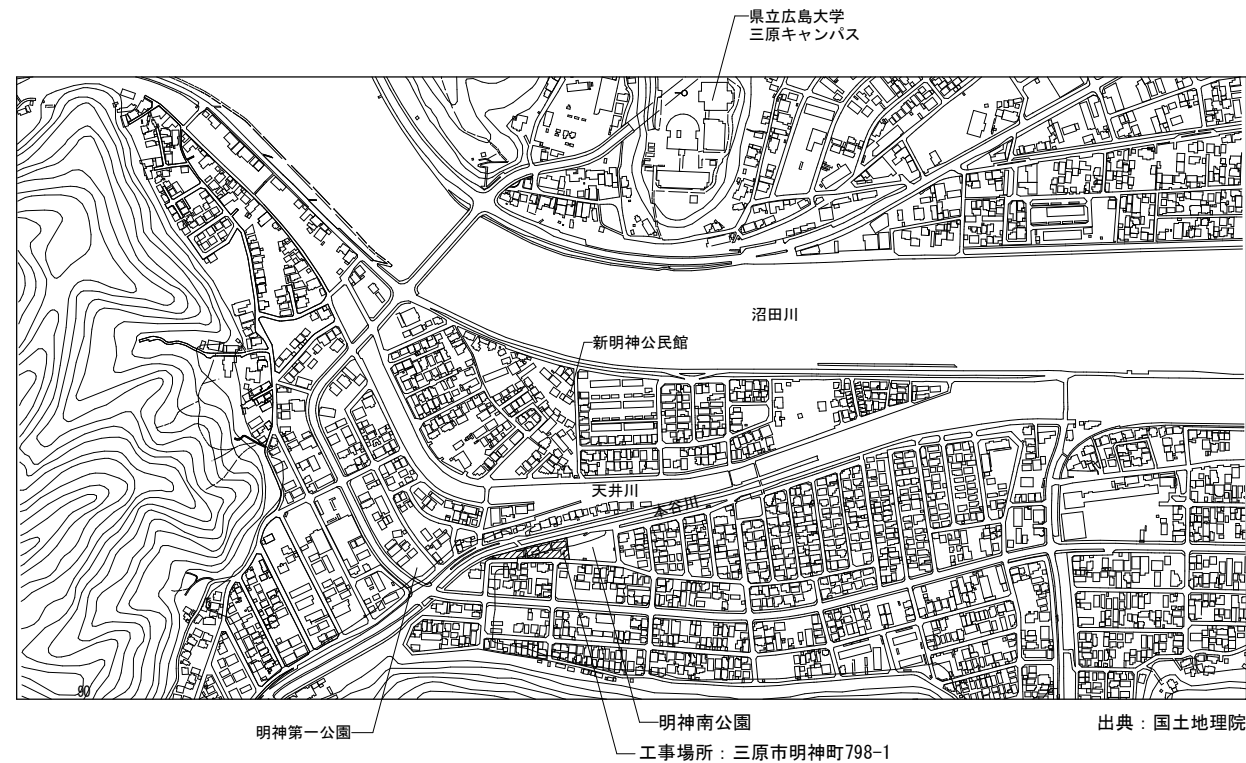 県立広島大学
三原キャンパス
沼田川
新明神公民館
天井川
本谷川
90
明神第一公園
明神南公園
工事場所：三原市明神町798-1
出典：国土地理院